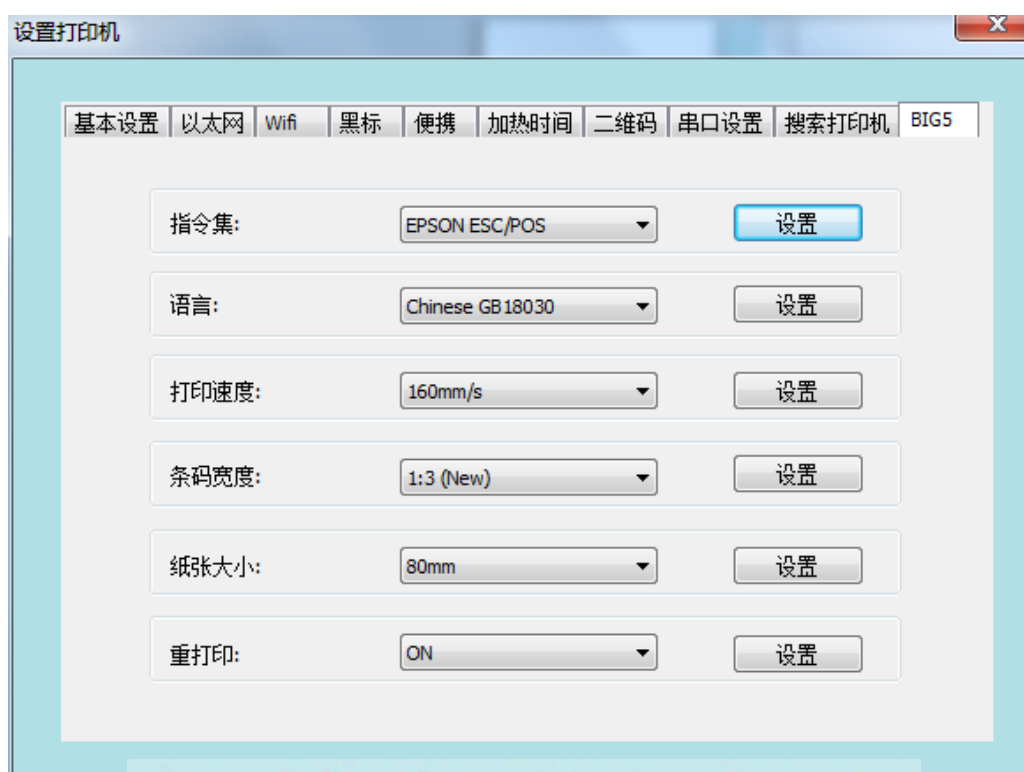 设置打印机
基本设置 以太网 Wifi 黑标 便携 加热时间 二维码 串口设置 搜索打印机 BIG5
指令集: EPSON ESC/POS 设置
语言: Chinese GB18030 设置
打印速度: 160mm/s 设置
条码宽度: 1:3 (New) 设置
纸张大小: 80mm 设置
重打印: ON 设置